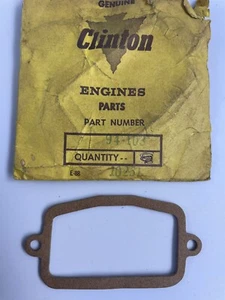 GENUINE
Clinton
ENGINES
PARTS
PART NUMBER
QUANTITY--